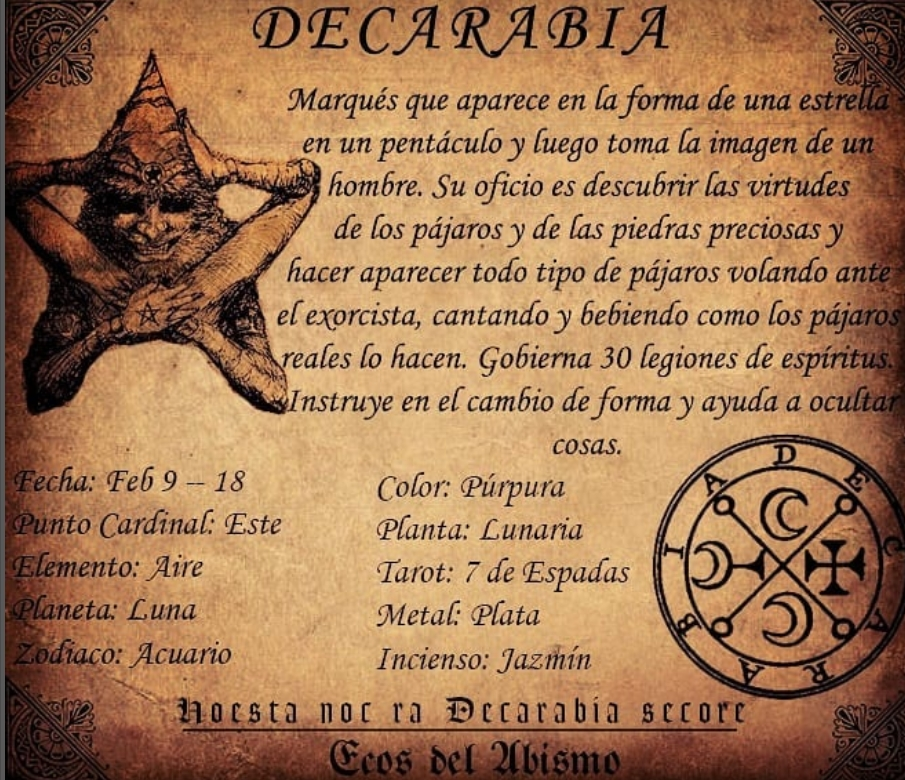 DECARABIA
Marqués que aparece en la forma de una estrella
en un pentáculo y luego toma la imagen de un
hombre. Su oficio es descubrir las virtudes
de los pájaros y de las piedras preciosas y
hacer aparecer todo tipo de pájaros volando ante
el exorcista, cantando y bebiendo como los pájaros
reales lo hacen. Gobierna 30 legiones de espíritus.
Instruye en el cambio de forma y ayuda a ocultar
cosas.
Fecha: Feb 9 – 18
Punto Cardinal: Este
Elemento: Aire
Planeta: Luna
Zodiaco: Acuario
Color: Púrpura
Planta: Lunaria
Tarot: 7 de Espadas
Metal: Plata
Incienso: Jazmín
DECARABIA
Hoesta noc ra Decarabia secore
Ecos del Abismo